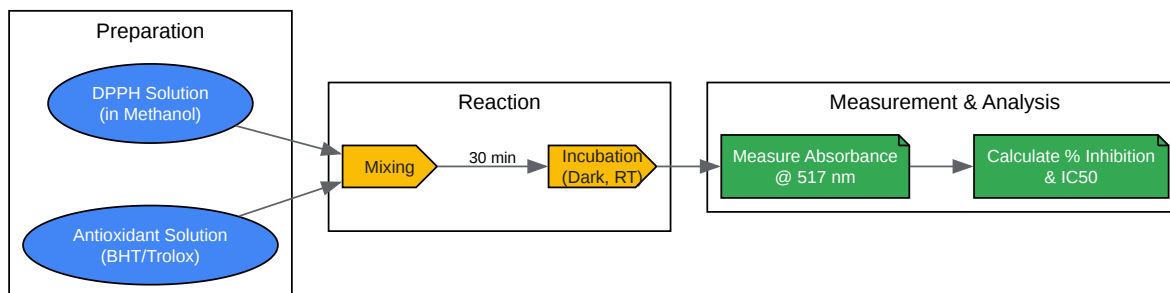 Preparation
DPPH Solution
(in Methanol)
Antioxidant Solution
(BHT/Trolox)
Reaction
Mixing
30 min
Incubation
(Dark, RT)
Measurement & Analysis
Measure Absorbance
@ 517 nm
Calculate % Inhibition
& IC50